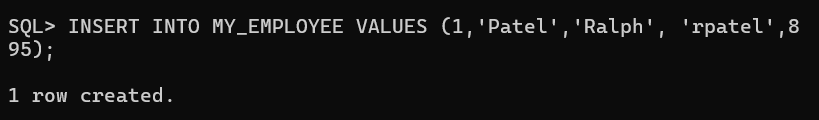 SQL> INSERT INTO MY_EMPLOYEE VALUES (1,'Patel','Ralph', 'rpatel',8
95);
1 row created.